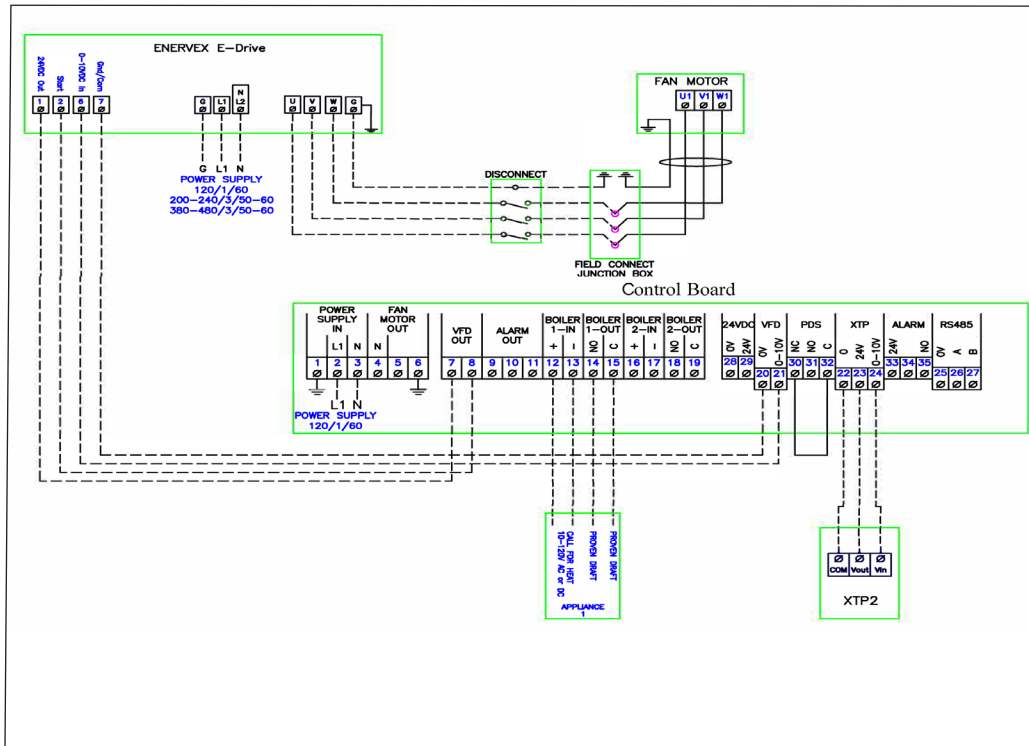 ENERVEX E-Drive
24VDC Out
Start
0-10VDC In
Gnd/Com
1 2 6 7
G L1 N
L2
U V W G
G L1 N
POWER SUPPLY
120/1/60
200-240/3/50-60
380-480/3/50-60
FAN MOTOR
U1 V1 W1
DISCONNECT
FIELD CONNECT
JUNCTION BOX
Control Board
POWER
SUPPLY
IN
L1 N
FAN
MOTOR
OUT
N
VFD
OUT
ALARM
OUT
BOILER
1-IN
+ -
BOILER
1-OUT
NO C
BOILER
2-IN
+ -
BOILER
2-OUT
NO C
24VDC
0V 24V
VFD
0V 0-10V
PDS
NC NO C
XTP
0 24V 0-10V
ALARM
24V NO
RS485
0V A B
1 2 3 4 5 6 7 8 9 10 11 12 13 14 15 16 17 18 19
28 29 20 21 30 31 32 22 23 24 33 34 35 25 26 27
L1 N
POWER SUPPLY
120/1/60
10-120V AC or DC
CALL FOR HEAT
PROVEN DRAFT
PROVEN DRAFT
APPLIANCE
1
COM Vout Vin
XTP2